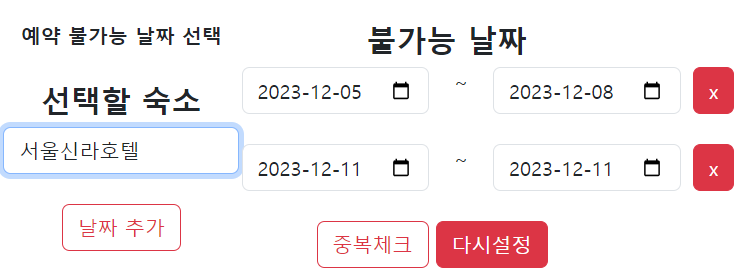 예약 불가능 날짜 선택
선택할 숙소
서울신라호텔
날짜 추가
불가능 날짜
2023-12-05 ~ 2023-12-08 x
2023-12-11 ~ 2023-12-11 x
중복체크 다시설정